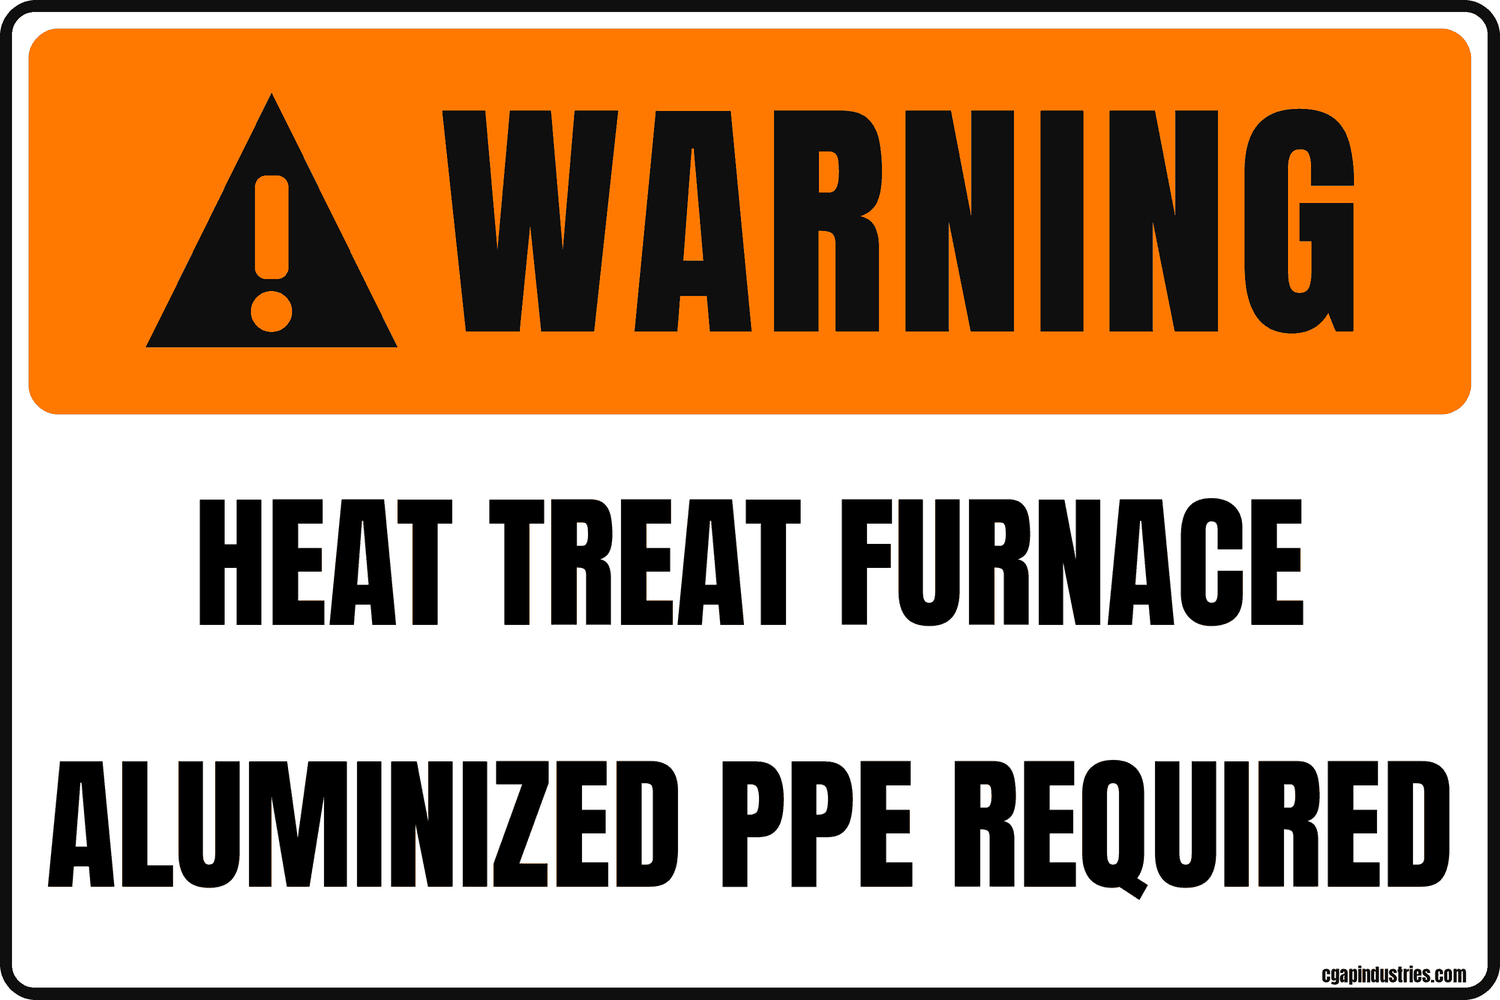 WARNING
HEAT TREAT FURNACE
ALUMINIZED PPE REQUIRED
cgapindustries.com